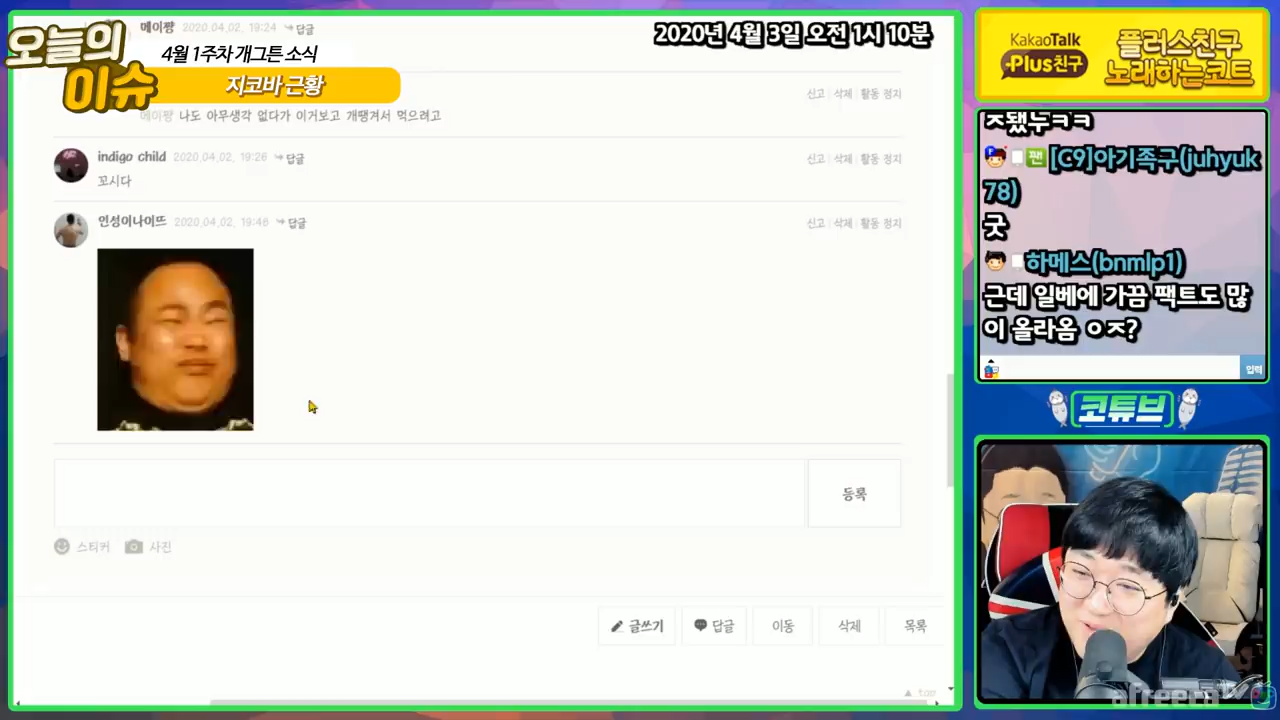 오늘의
이슈
4월 1주차 개그튼 소식
지코바 근황
메이쨩 2020.04.02. 19:24 답글
2020년 4월 3일 오전 1시 10분
신고 삭제 활동 정지
메이쨩 나도 아무생각 없다가 이거보고 개땡겨서 먹으려고
indigo child 2020.04.02. 19:26 답글
신고 삭제 활동 정지
꼬시다
인성이나이뜨 2020.04.02. 19:46 답글
신고 삭제 활동 정지
등록
스티커 사진
글쓰기 답글 이동 삭제 목록
▲ top
KakaoTalk
Plus친구
플러스친구
노래하는코트
ㅈ됐누ㅋㅋ
팬 [C9]아기족구(juhyuk
78)
굿
하메스(bnmlp1)
근데 일베에 가끔 팩트도 많
이 올라옴 ㅇㅈ?
입력
코튜브
afreecaTV